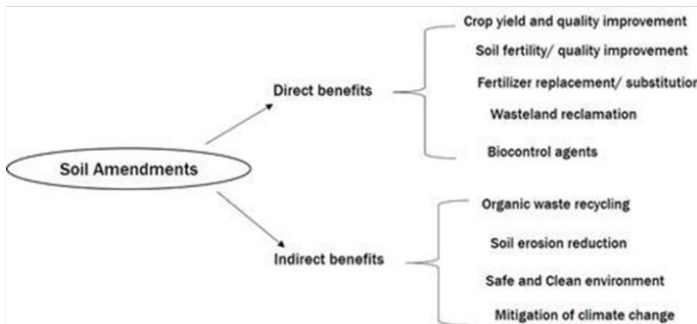 Soil Amendments
Direct benefits
Crop yield and quality improvement
Soil fertility/ quality improvement
Fertilizer replacement/ substitution
Wasteland reclamation
Biocontrol agents
Indirect benefits
Organic waste recycling
Soil erosion reduction
Safe and Clean environment
Mitigation of climate change